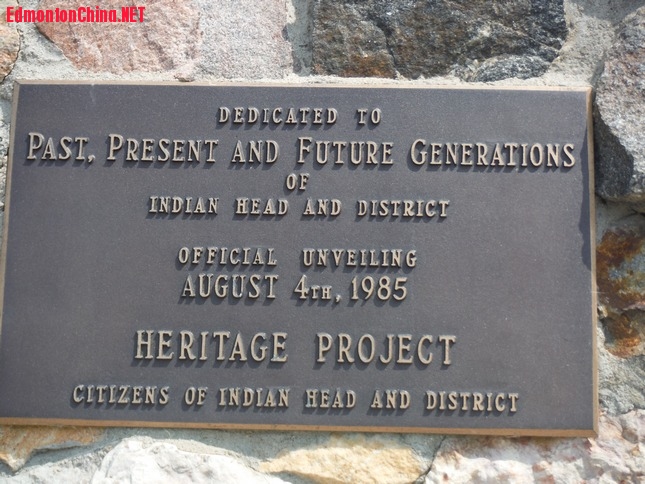 EdmontonChina.NET
DEDICATED TO
PAST, PRESENT AND FUTURE GENERATIONS
OF
INDIAN HEAD AND DISTRICT
OFFICIAL UNVEILING
AUGUST 4TH, 1985
HERITAGE PROJECT
CITIZENS OF INDIAN HEAD AND DISTRICT